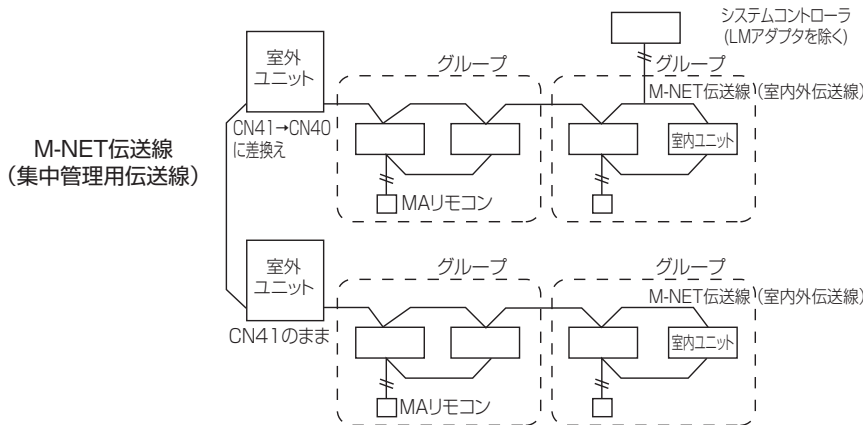 システムコントローラ
(LMアダプタを除く)
室外
ユニット
グループ
グループ
M-NET伝送線(室内外伝送線)
CN41→CN40
に差換え
室内ユニット
MAリモコン
M-NET伝送線
(集中管理用伝送線)
室外
ユニット
グループ
グループ
M-NET伝送線(室内外伝送線)
CN41のまま
室内ユニット
MAリモコン